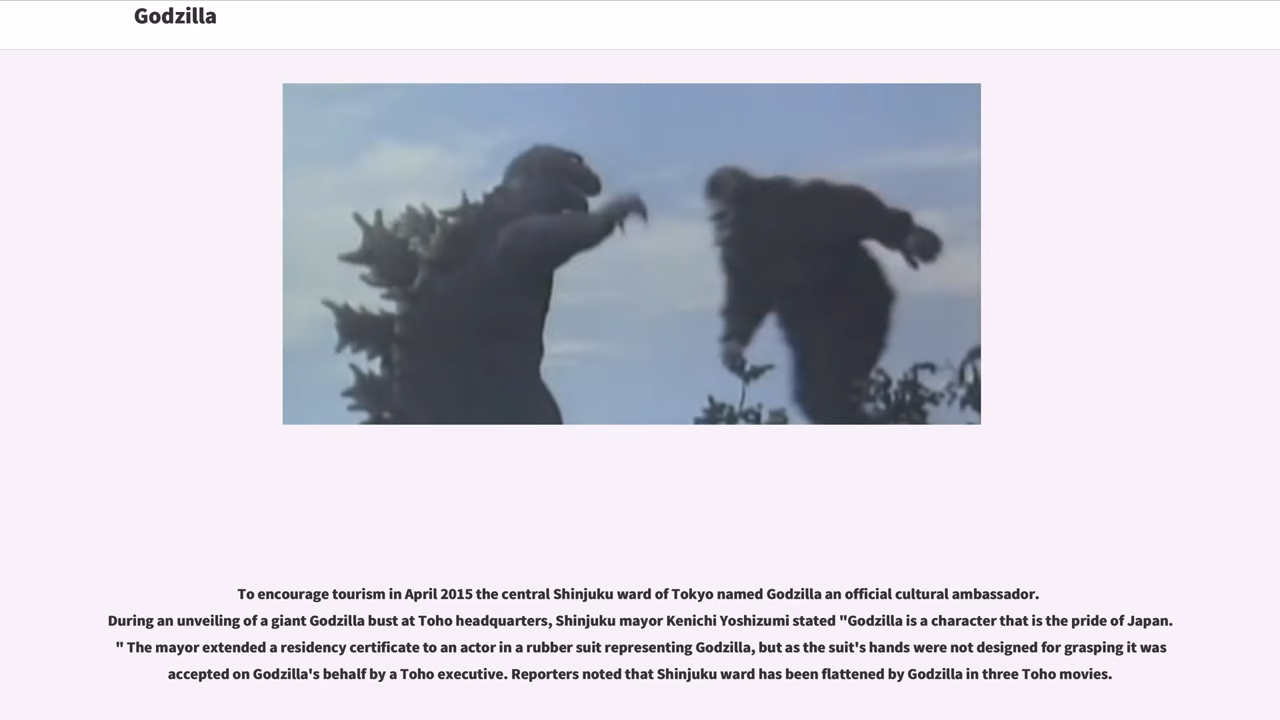 Godzilla
To encourage tourism in April 2015 the central Shinjuku ward of Tokyo named Godzilla an official cultural ambassador.
During an unveiling of a giant Godzilla bust at Toho headquarters, Shinjuku mayor Kenichi Yoshizumi stated "Godzilla is a character that is the pride of Japan.
" The mayor extended a residency certificate to an actor in a rubber suit representing Godzilla, but as the suit's hands were not designed for grasping it was
accepted on Godzilla's behalf by a Toho executive. Reporters noted that Shinjuku ward has been flattened by Godzilla in three Toho movies.